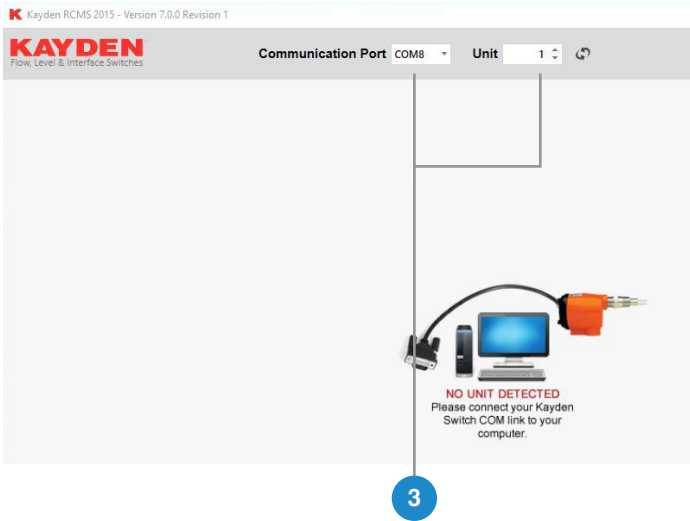 Kayden RCMS 2015 - Version 7.0.0 Revision 1
KAYDEN
Flow, Level & Interface Switches
Communication Port COM8 Unit 1
NO UNIT DETECTED
Please connect your Kayden
Switch COM link to your
computer.
3